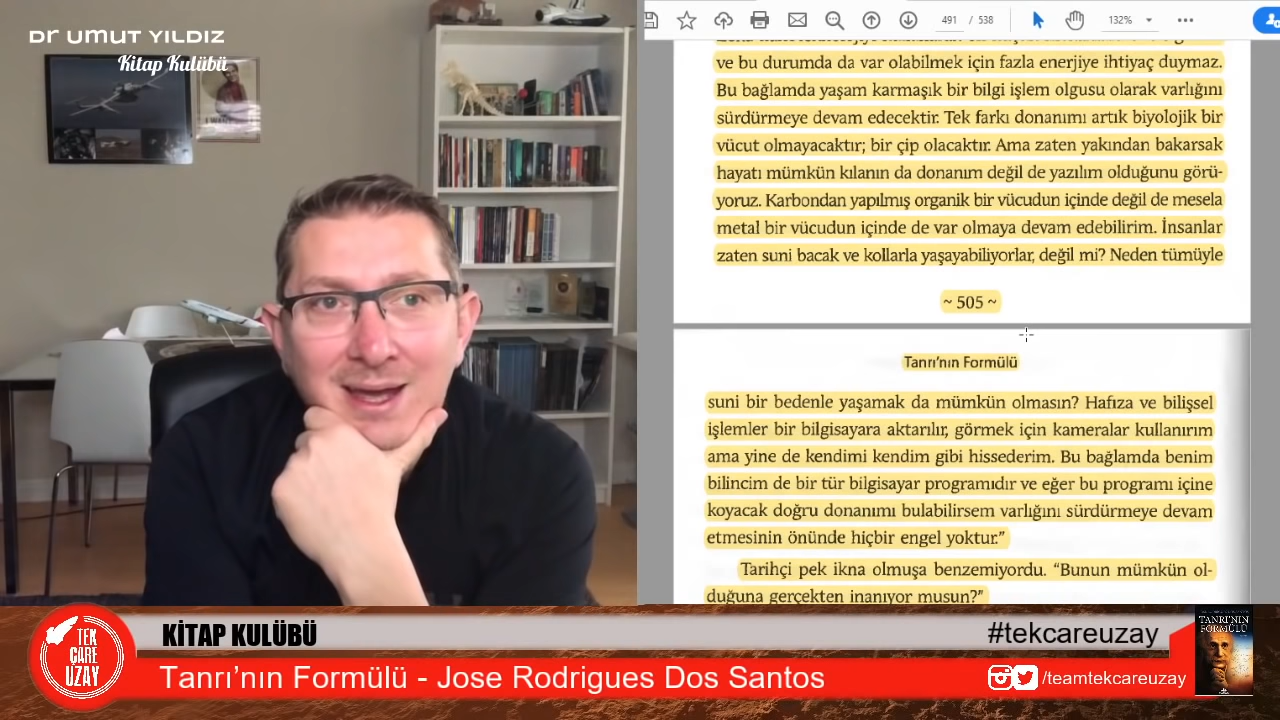 Dr UMUT YILDIZ
Kitap Kulübü
491 / 538
132%
ve bu durumda da var olabilmek için fazla enerjiye ihtiyaç duymaz.
Bu bağlamda yaşam karmaşık bir bilgi işlem olgusu olarak varlığını
sürdürmeye devam edecektir. Tek farkı donanımı artık biyolojik bir
vücut olmayacaktır; bir çip olacaktır. Ama zaten yakından bakarsak
hayatı mümkün kılanın da donanım değil de yazılım olduğunu görü-
yoruz. Karbondan yapılmış organik bir vücudun içinde değil de mesela
metal bir vücudun içinde de var olmaya devam edebilirim. İnsanlar
zaten suni bacak ve kollarla yaşayabiliyorlar, değil mi? Neden tümüyle
~ 505 ~
Tanrı'nın Formülü
suni bir bedenle yaşamak da mümkün olmasın? Hafıza ve bilişsel
işlemler bir bilgisayara aktarılır, görmek için kameralar kullanırım
ama yine de kendimi kendim gibi hissederim. Bu bağlamda benim
bilincim de bir tür bilgisayar programıdır ve eğer bu programı içine
koyacak doğru donanımı bulabilirsem varlığını sürdürmeye devam
etmesinin önünde hiçbir engel yoktur."
Tarihçi pek ikna olmuşa benzemiyordu. "Bunun mümkün ol-
duğuna gerçekten inanıyor musun?"
TEK
ÇARE
UZAY
KİTAP KULÜBÜ
#tekcareuzay
Tanrı'nın Formülü - Jose Rodrigues Dos Santos
/teamtekcareuzay
TANRI'NIN
FORMÜLÜ